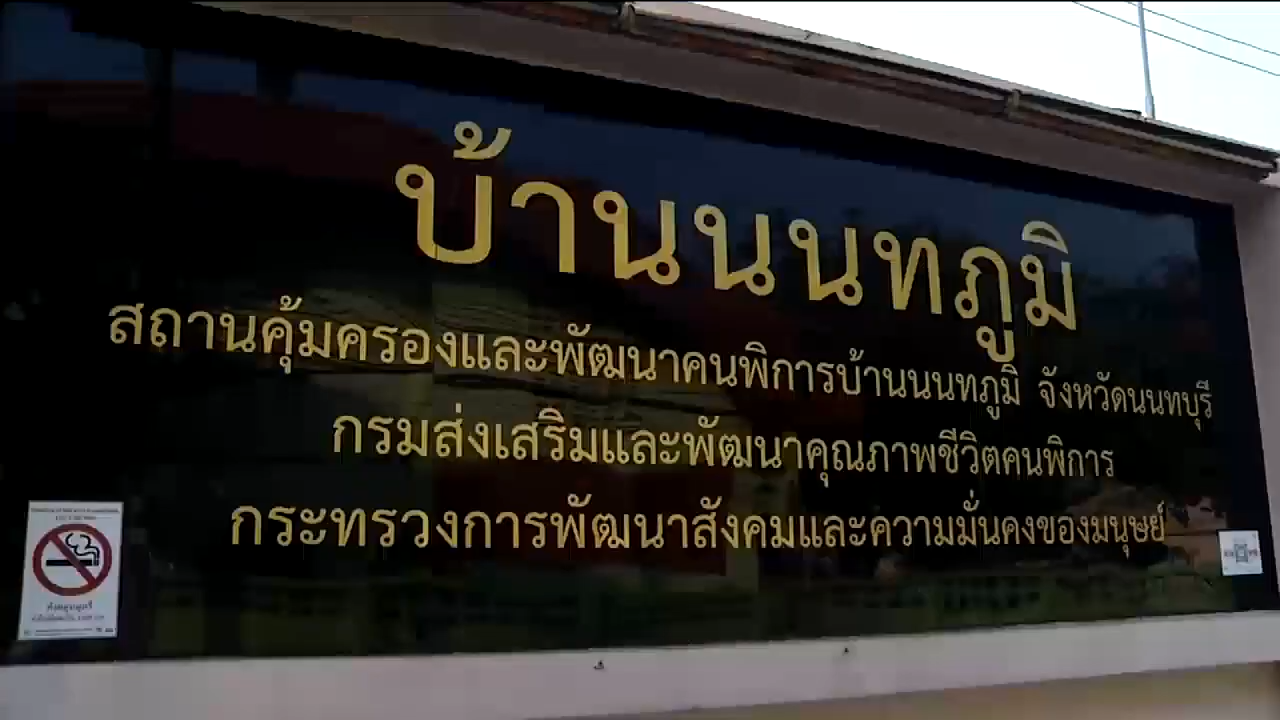 บ้านนนทภูมิ
สถานคุ้มครองและพัฒนาคนพิการบ้านนนทภูมิ จังหวัดนนทบุรี
กรมส่งเสริมและพัฒนาคุณภาพชีวิตคนพิการ
กระทรวงการพัฒนาสังคมและความมั่นคงของมนุษย์